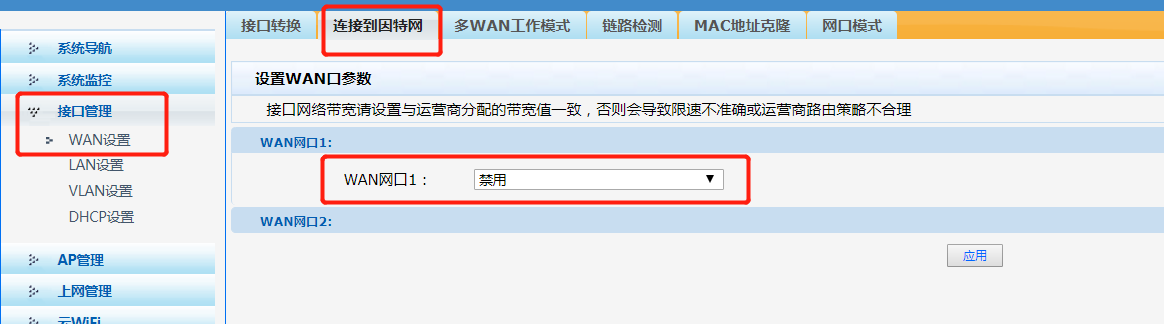 接口转换 连接到因特网 多WAN工作模式 链路检测 MAC地址克隆 网口模式
系统导航
系统监控
接口管理
WAN设置
LAN设置
VLAN设置
DHCP设置
AP管理
上网管理
云WiFi
设置WAN口参数
接口网络带宽请设置与运营商分配的带宽值一致，否则会导致限速不准确或运营商路由策略不合理
WAN网口1:
WAN网口1： 禁用
WAN网口2:
应用